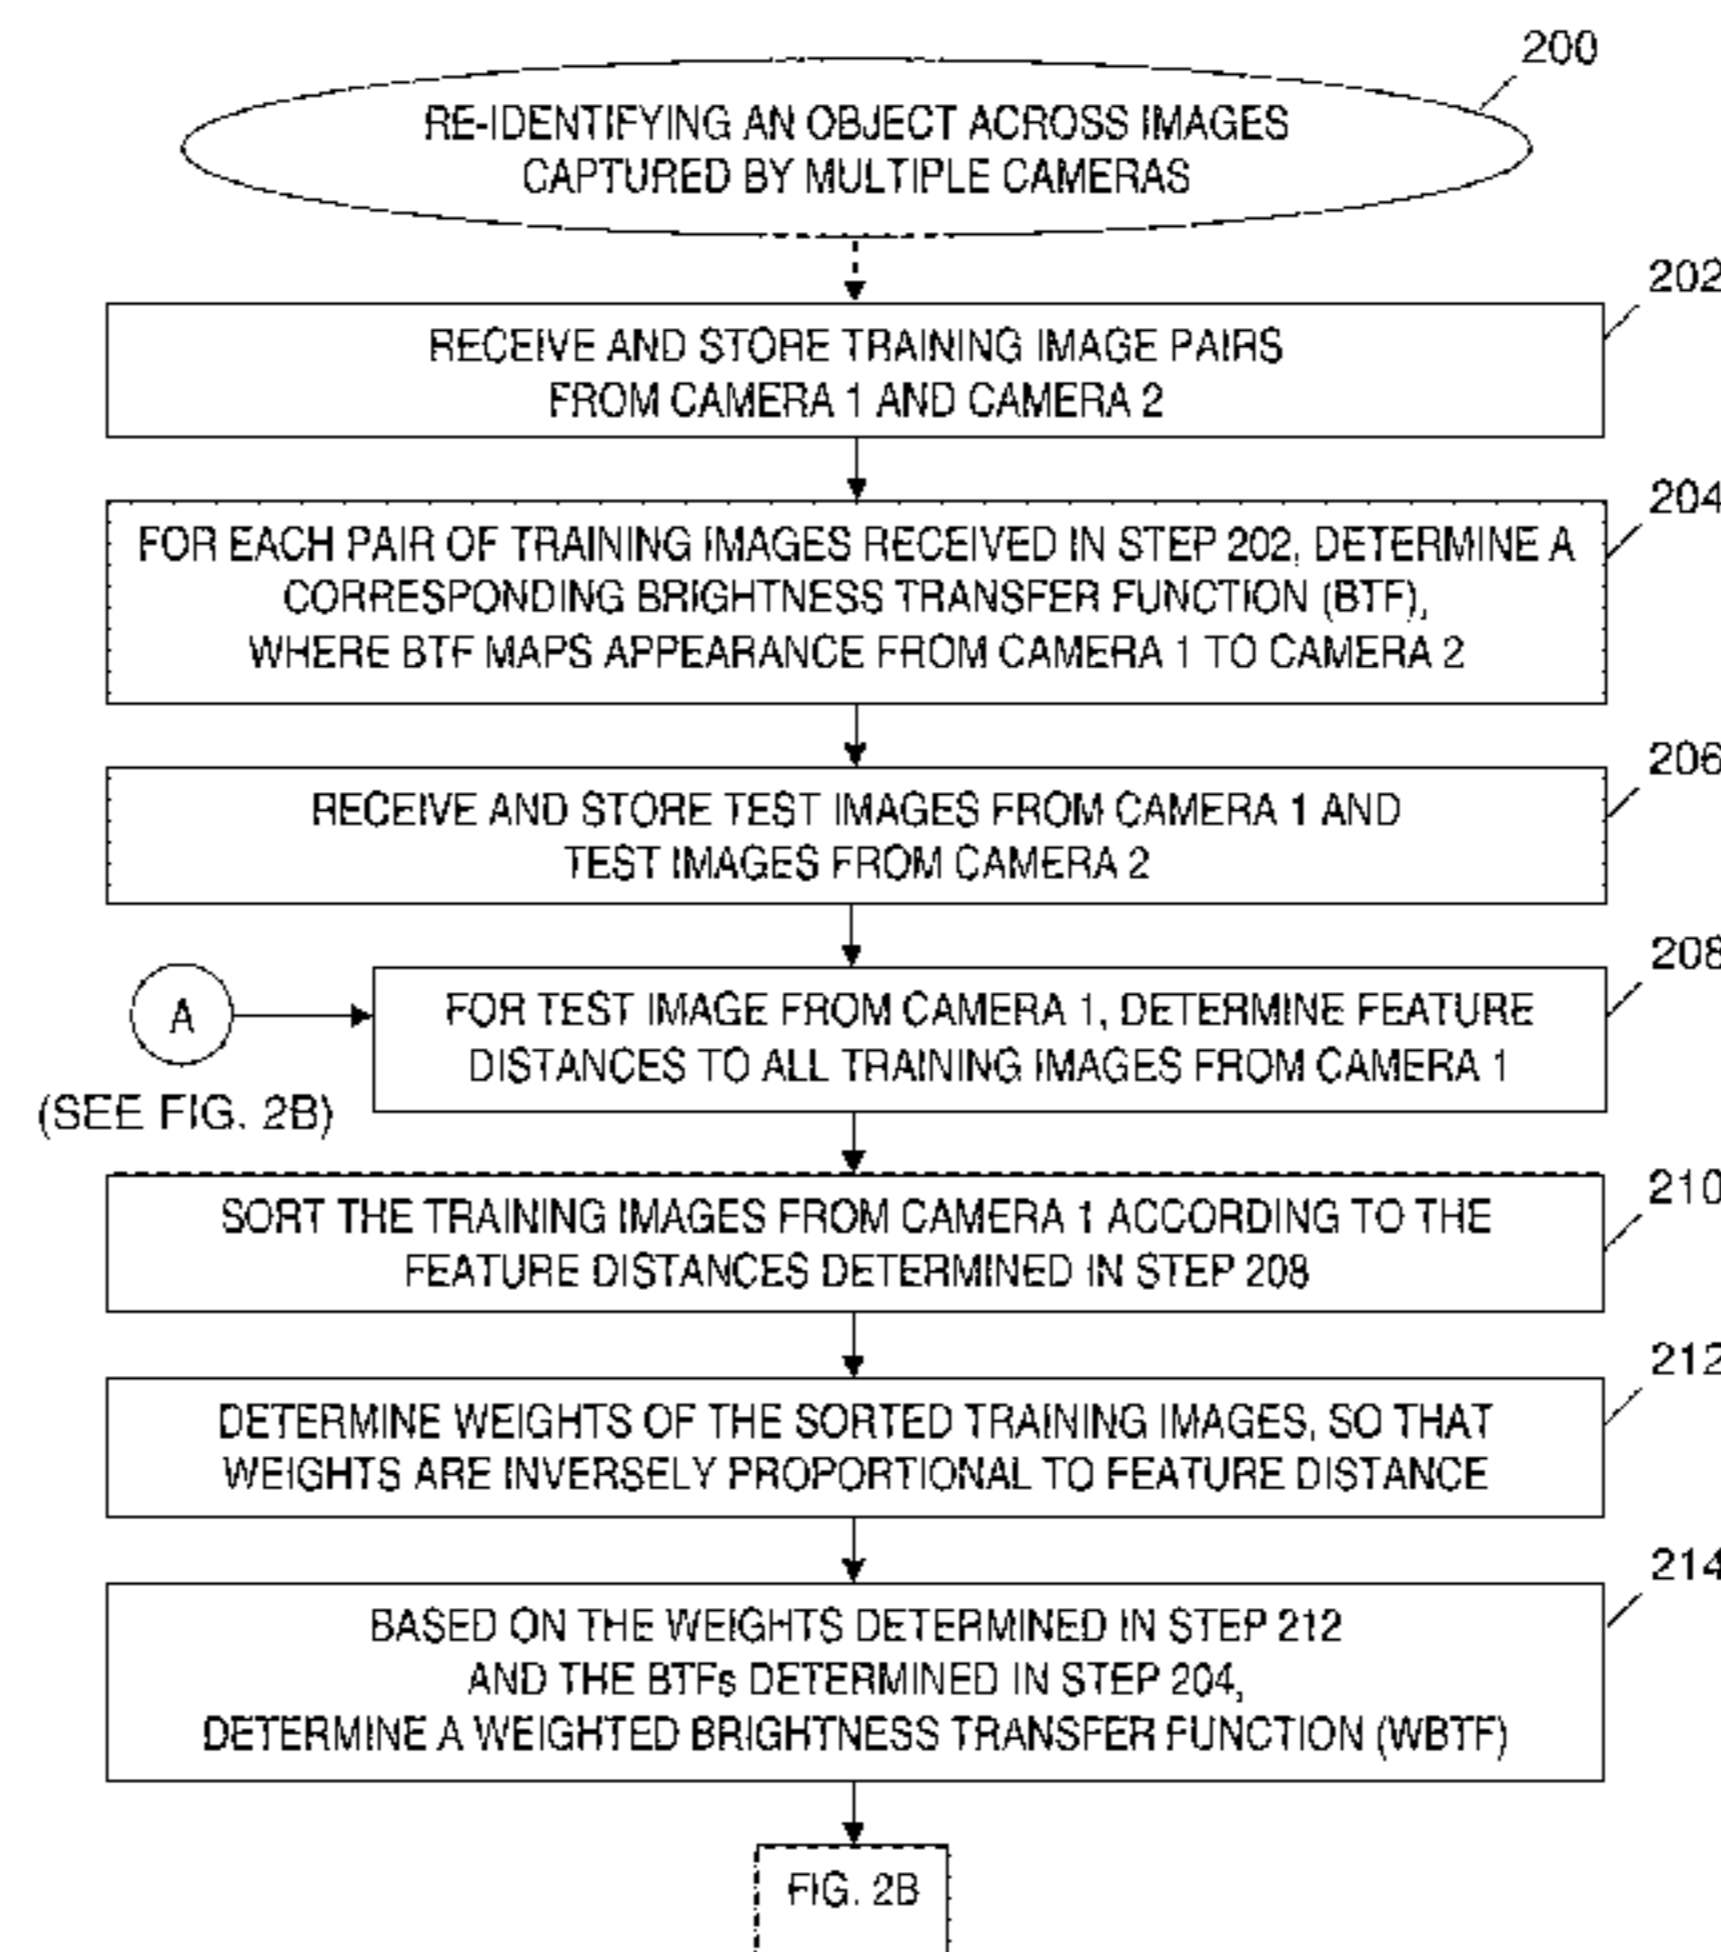 200
RE-IDENTIFYING AN OBJECT ACROSS IMAGES
CAPTURED BY MULTIPLE CAMERAS
202
RECEIVE AND STORE TRAINING IMAGE PAIRS
FROM CAMERA 1 AND CAMERA 2
204
FOR EACH PAIR OF TRAINING IMAGES RECEIVED IN STEP 202, DETERMINE A
CORRESPONDING BRIGHTNESS TRANSFER FUNCTION (BTF),
WHERE BTF MAPS APPEARANCE FROM CAMERA 1 TO CAMERA 2
206
RECEIVE AND STORE TEST IMAGES FROM CAMERA 1 AND
TEST IMAGES FROM CAMERA 2
208
A
FOR TEST IMAGE FROM CAMERA 1, DETERMINE FEATURE
DISTANCES TO ALL TRAINING IMAGES FROM CAMERA 1
(SEE FIG. 2B)
210
SORT THE TRAINING IMAGES FROM CAMERA 1 ACCORDING TO THE
FEATURE DISTANCES DETERMINED IN STEP 208
212
DETERMINE WEIGHTS OF THE SORTED TRAINING IMAGES, SO THAT
WEIGHTS ARE INVERSELY PROPORTIONAL TO FEATURE DISTANCE
214
BASED ON THE WEIGHTS DETERMINED IN STEP 212
AND THE BTFs DETERMINED IN STEP 204,
DETERMINE A WEIGHTED BRIGHTNESS TRANSFER FUNCTION (WBTF)
FIG. 2B